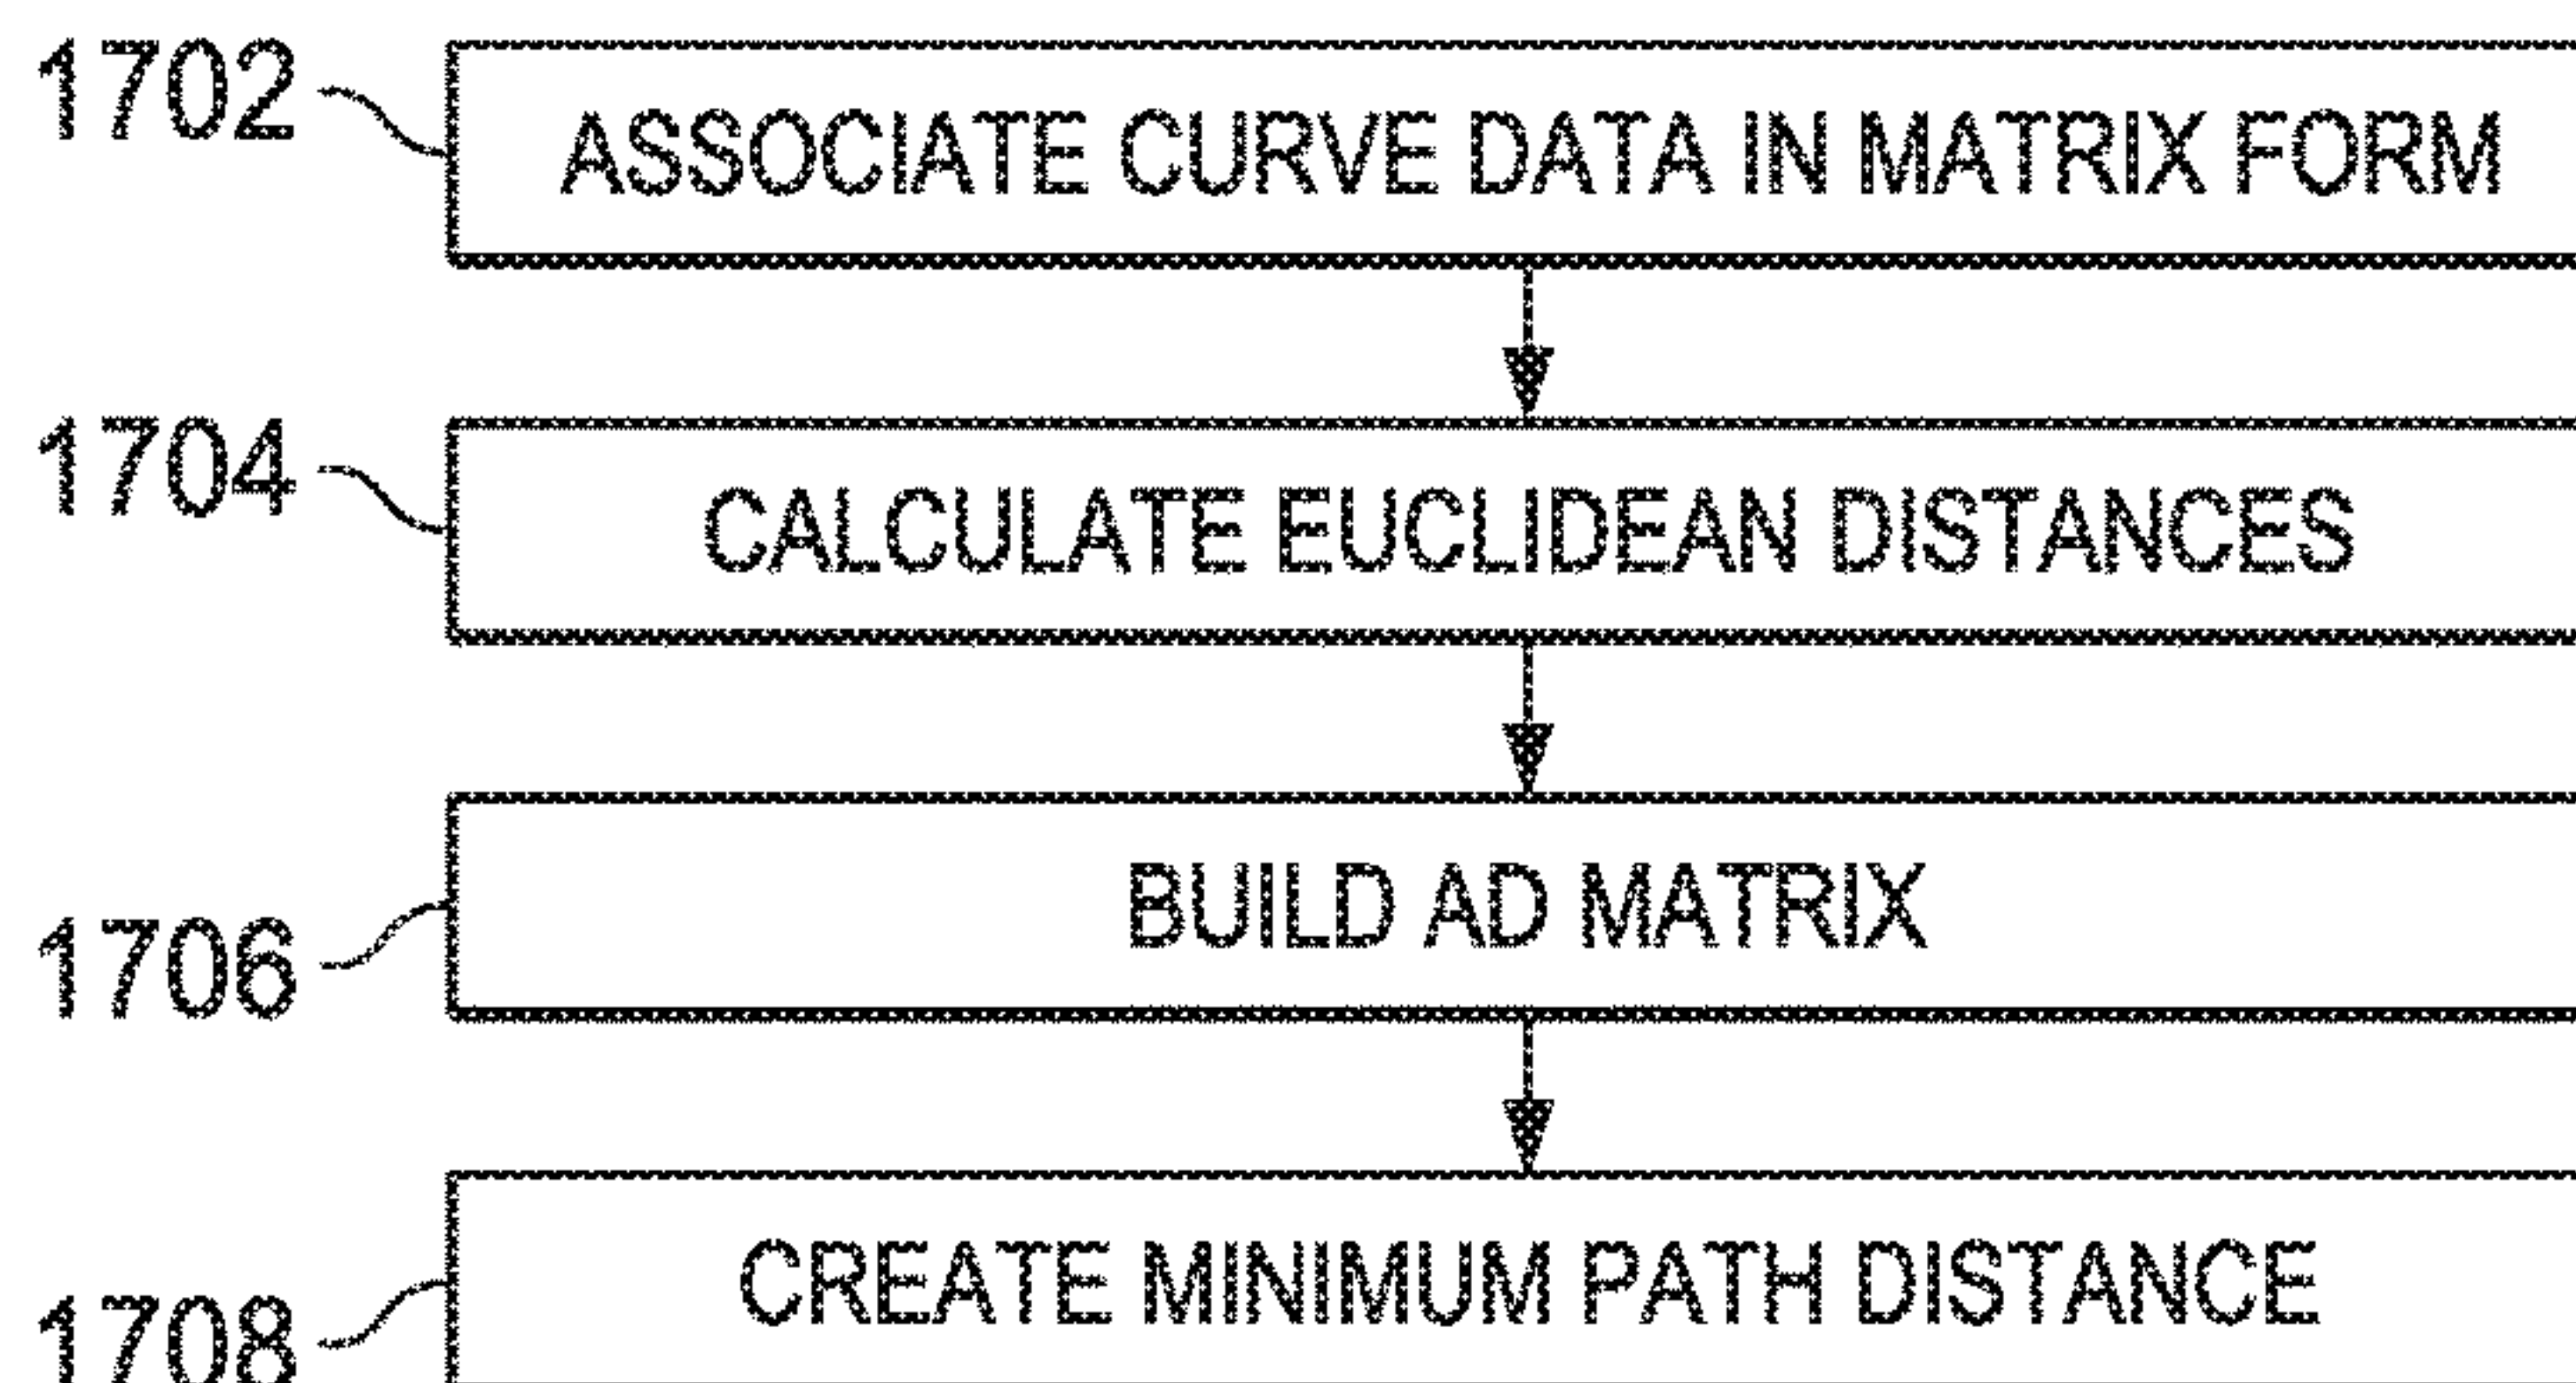 1702
ASSOCIATE CURVE DATA IN MATRIX FORM
1704
CALCULATE EUCLIDEAN DISTANCES
1706
BUILD AD MATRIX
1708
CREATE MINIMUM PATH DISTANCE